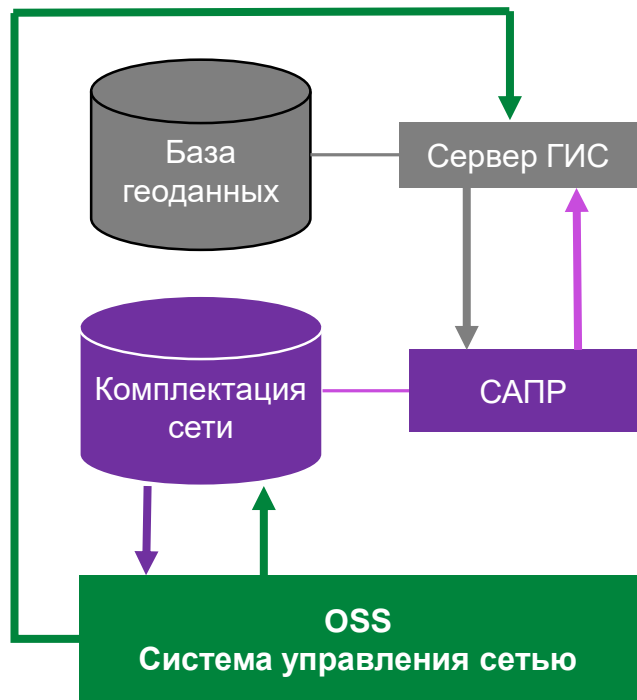 База
геоданных
Сервер ГИС
Комплектация
сети
САПР
OSS
Система управления сетью